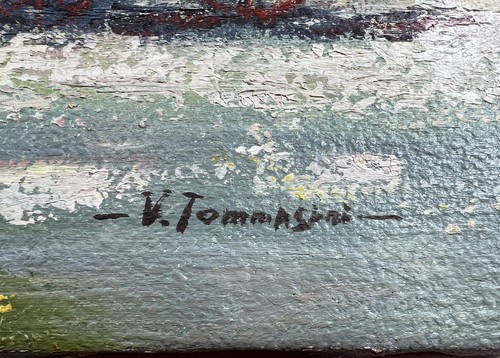 - V. Tommasini -